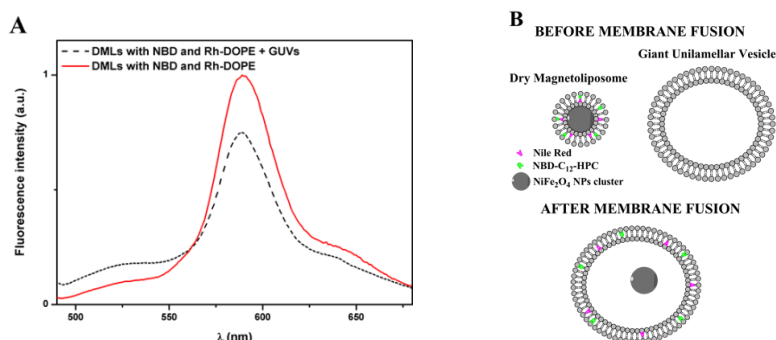 A
DMLs with NBD and Rh-DOPE + GUVs
DMLs with NBD and Rh-DOPE
Fluorescence intensity (a.u.)
1
0
500
550
600
650
λ (nm)
B
BEFORE MEMBRANE FUSION
Giant Unilamellar Vesicle
Dry Magnetoliposome
Nile Red
NBD-C₁₂-HPC
NiFe₂O₄ NPs cluster
AFTER MEMBRANE FUSION